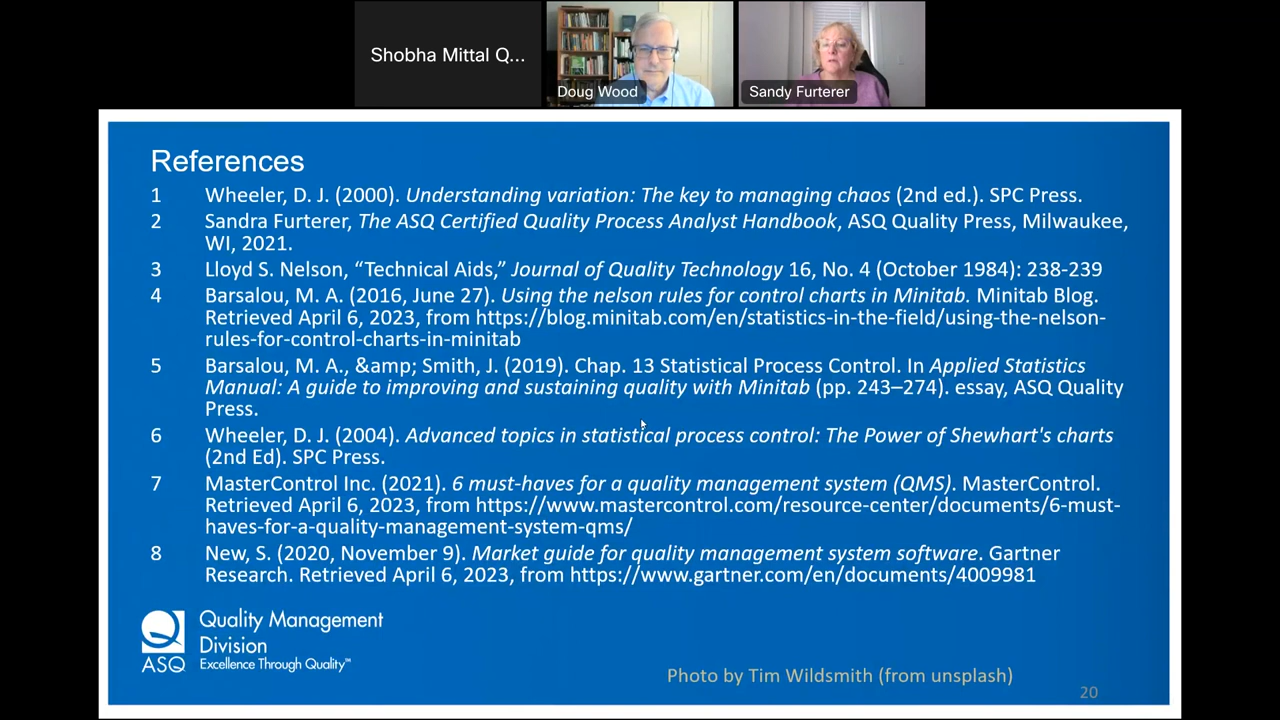 Shobha Mittal Q...
Doug Wood
Sandy Furterer
References
1 Wheeler, D. J. (2000). Understanding variation: The key to managing chaos (2nd ed.). SPC Press.
2 Sandra Furterer, The ASQ Certified Quality Process Analyst Handbook, ASQ Quality Press, Milwaukee,
WI, 2021.
3 Lloyd S. Nelson, “Technical Aids,” Journal of Quality Technology 16, No. 4 (October 1984): 238-239
4 Barsalou, M. A. (2016, June 27). Using the nelson rules for control charts in Minitab. Minitab Blog.
Retrieved April 6, 2023, from https://blog.minitab.com/en/statistics-in-the-field/using-the-nelson-
rules-for-control-charts-in-minitab
5 Barsalou, M. A., &amp; Smith, J. (2019). Chap. 13 Statistical Process Control. In Applied Statistics
Manual: A guide to improving and sustaining quality with Minitab (pp. 243–274). essay, ASQ Quality
Press.
6 Wheeler, D. J. (2004). Advanced topics in statistical process control: The Power of Shewhart's charts
(2nd Ed). SPC Press.
7 MasterControl Inc. (2021). 6 must-haves for a quality management system (QMS). MasterControl.
Retrieved April 6, 2023, from https://www.mastercontrol.com/resource-center/documents/6-must-
haves-for-a-quality-management-system-qms/
8 New, S. (2020, November 9). Market guide for quality management system software. Gartner
Research. Retrieved April 6, 2023, from https://www.gartner.com/en/documents/4009981
Quality Management
Division
ASQ Excellence Through Quality™
Photo by Tim Wildsmith (from unsplash)
20